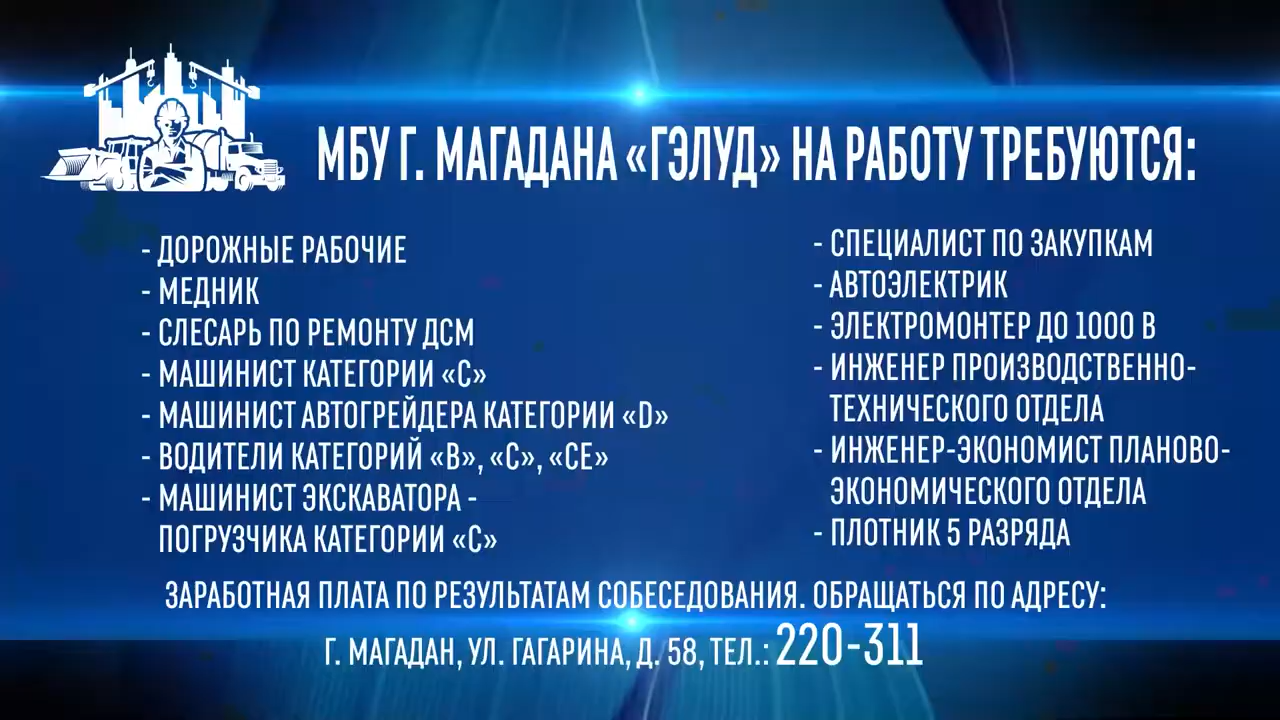 МБУ Г. МАГАДАНА «ГЭЛУД» НА РАБОТУ ТРЕБУЮТСЯ:
- ДОРОЖНЫЕ РАБОЧИЕ
- МЕДНИК
- СЛЕСАРЬ ПО РЕМОНТУ ДСМ
- МАШИНИСТ КАТЕГОРИИ «С»
- МАШИНИСТ АВТОГРЕЙДЕРА КАТЕГОРИИ «D»
- ВОДИТЕЛИ КАТЕГОРИЙ «В», «С», «СЕ»
- МАШИНИСТ ЭКСКАВАТОРА -
ПОГРУЗЧИКА КАТЕГОРИИ «С»
- СПЕЦИАЛИСТ ПО ЗАКУПКАМ
- АВТОЭЛЕКТРИК
- ЭЛЕКТРОМОНТЕР ДО 1000 В
- ИНЖЕНЕР ПРОИЗВОДСТВЕННО-
ТЕХНИЧЕСКОГО ОТДЕЛА
- ИНЖЕНЕР-ЭКОНОМИСТ ПЛАНОВО-
ЭКОНОМИЧЕСКОГО ОТДЕЛА
- ПЛОТНИК 5 РАЗРЯДА
ЗАРАБОТНАЯ ПЛАТА ПО РЕЗУЛЬТАТАМ СОБЕСЕДОВАНИЯ. ОБРАЩАТЬСЯ ПО АДРЕСУ:
Г. МАГАДАН, УЛ. ГАГАРИНА, Д. 58, ТЕЛ.: 220-311